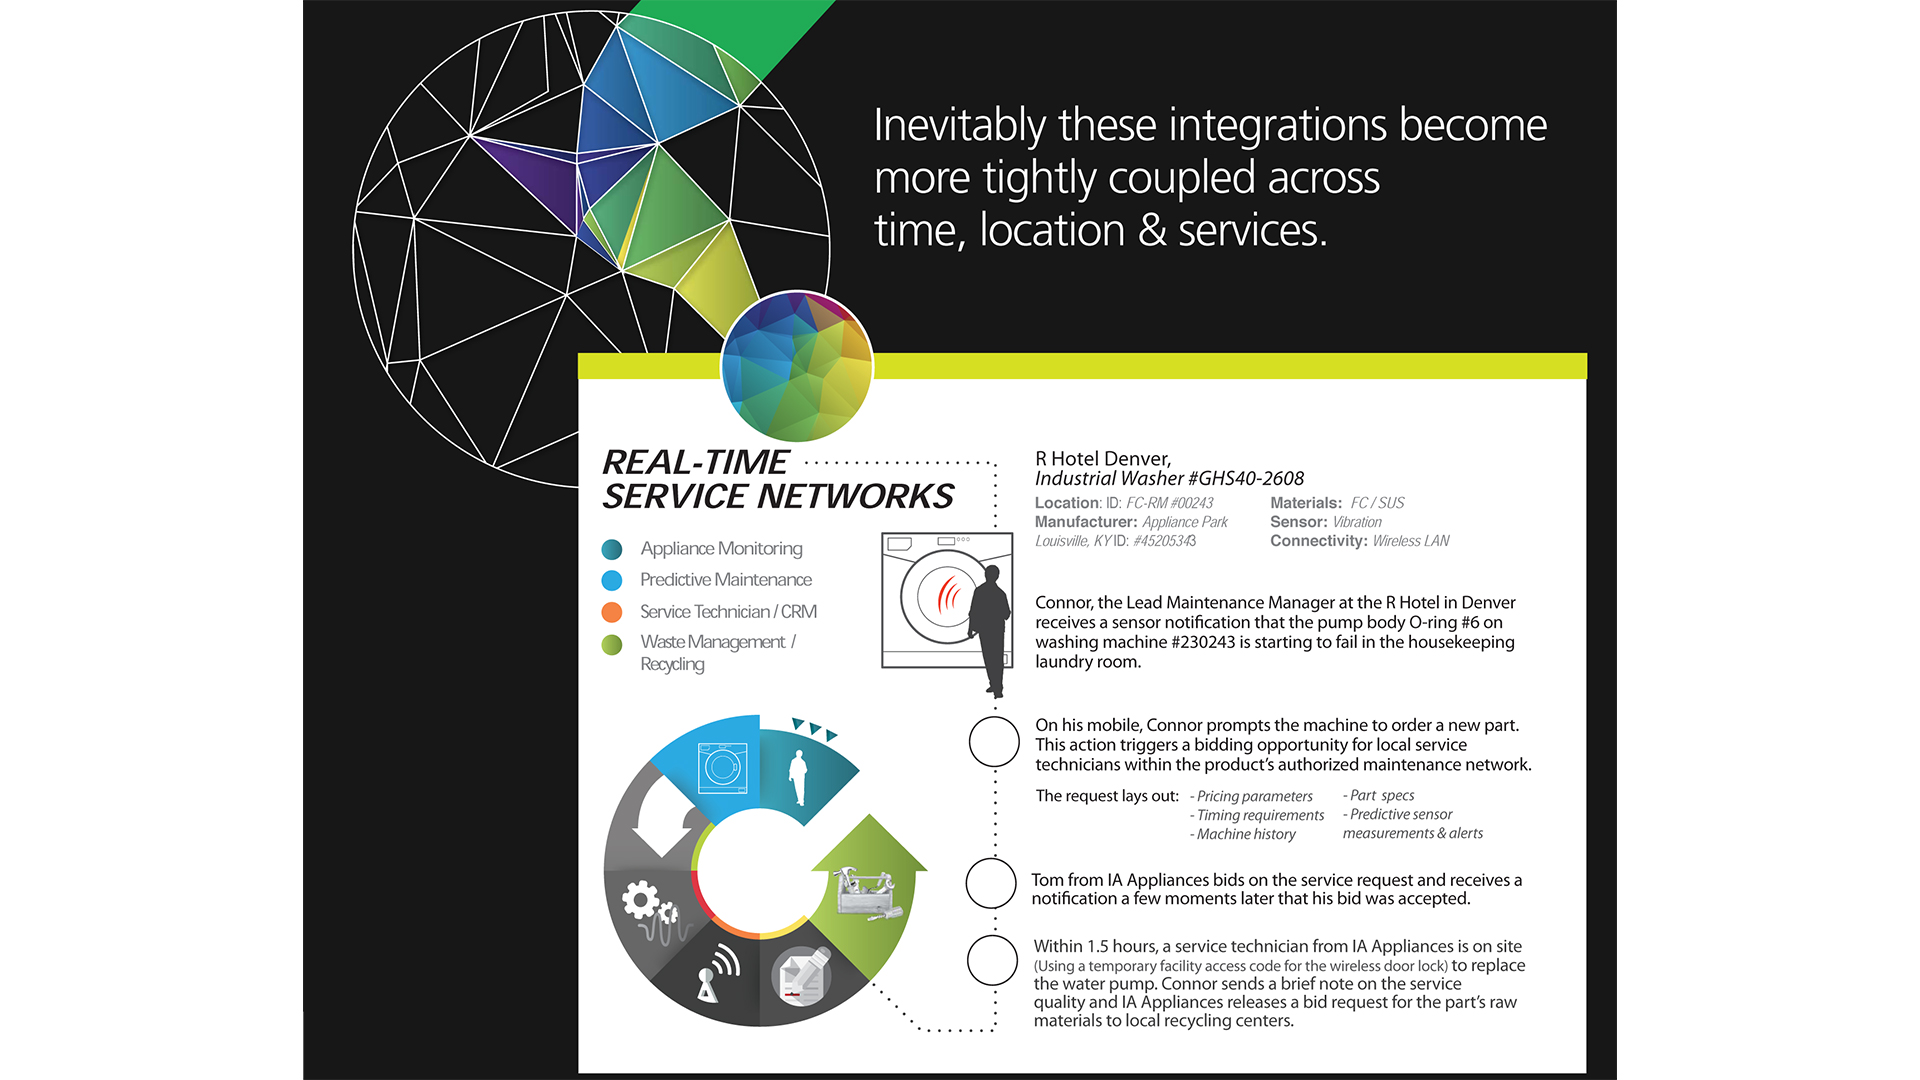 Inevitably these integrations become
more tightly coupled across
time, location & services.
REAL-TIME
SERVICE NETWORKS
Appliance Monitoring
Predictive Maintenance
Service Technician / CRM
Waste Management /
Recycling
R Hotel Denver,
Industrial Washer #GHS40-2608
Location: ID: FC-RM #00243
Manufacturer: Appliance Park
Louisville, KY ID: #45205343
Materials: FC / SUS
Sensor: Vibration
Connectivity: Wireless LAN
Connor, the Lead Maintenance Manager at the R Hotel in Denver
receives a sensor notification that the pump body O-ring #6 on
washing machine #230243 is starting to fail in the housekeeping
laundry room.
On his mobile, Connor prompts the machine to order a new part.
This action triggers a bidding opportunity for local service
technicians within the product's authorized maintenance network.
The request lays out:
- Pricing parameters
- Timing requirements
- Machine history
- Part specs
- Predictive sensor
measurements & alerts
Tom from IA Appliances bids on the service request and receives a
notification a few moments later that his bid was accepted.
Within 1.5 hours, a service technician from IA Appliances is on site
(Using a temporary facility access code for the wireless door lock) to replace
the water pump. Connor sends a brief note on the service
quality and IA Appliances releases a bid request for the part's raw
materials to local recycling centers.